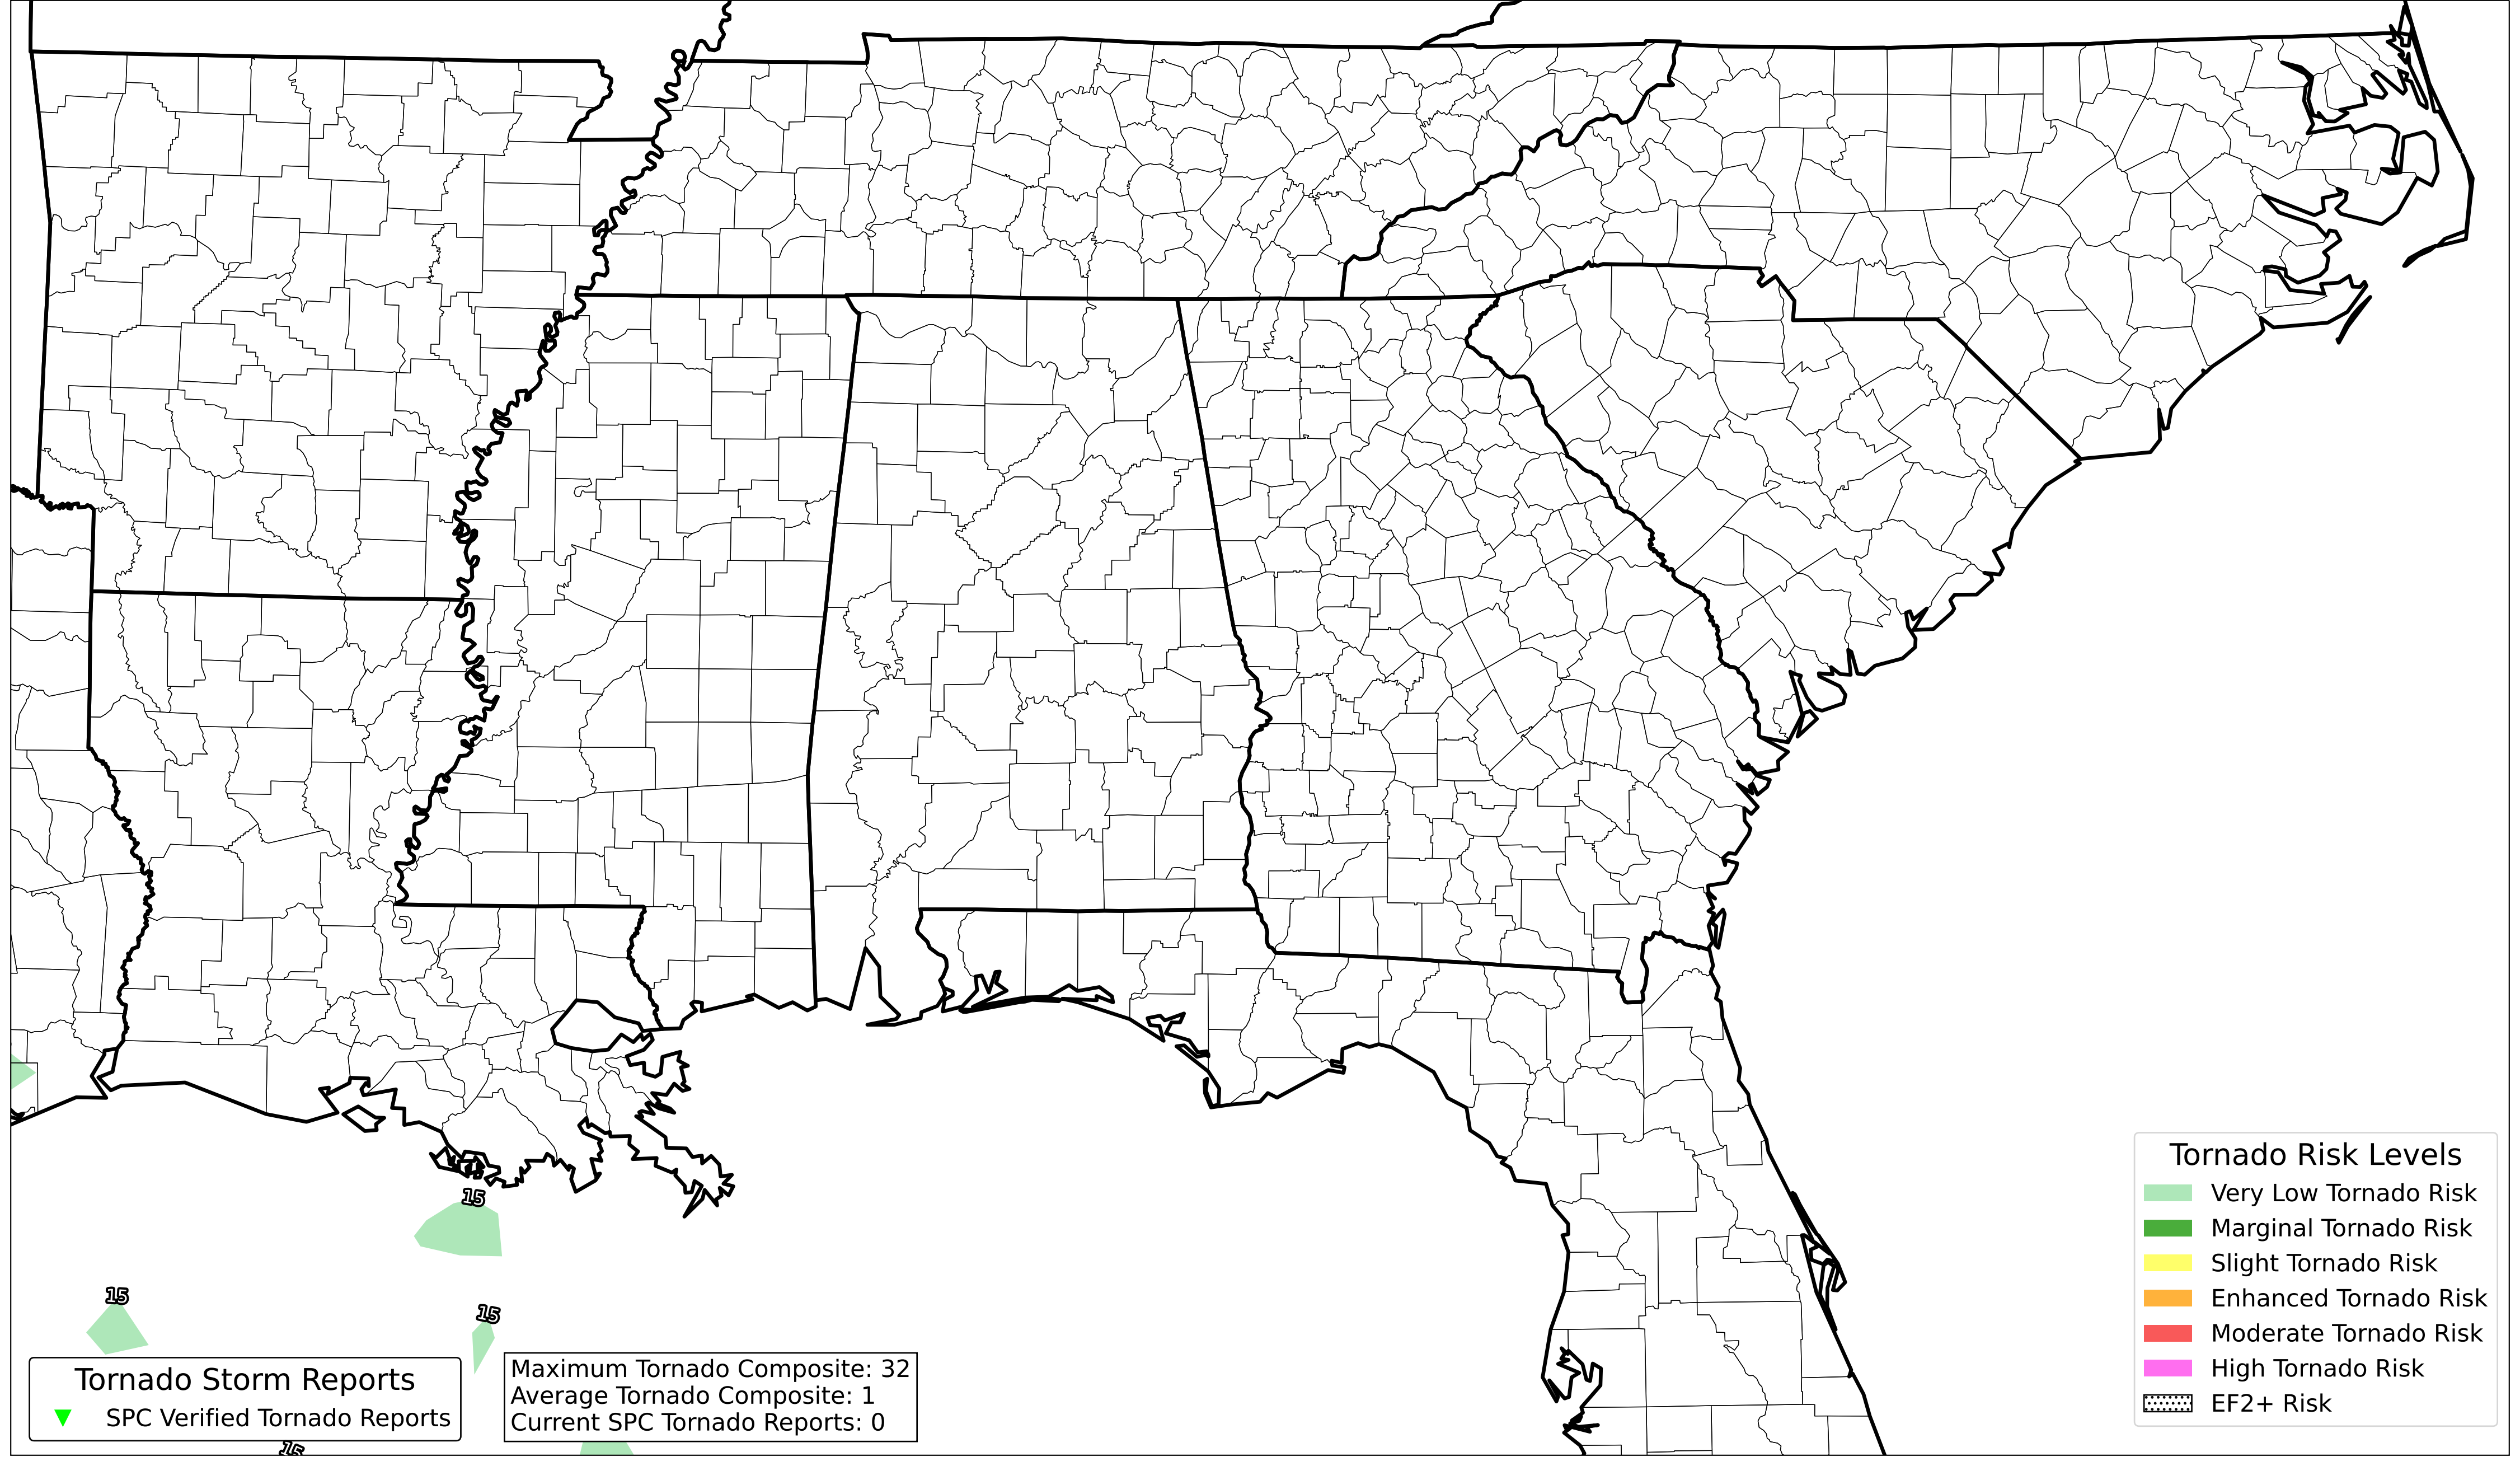 Tornado Risk Levels
Very Low Tornado Risk
Marginal Tornado Risk
Slight Tornado Risk
Enhanced Tornado Risk
Moderate Tornado Risk
High Tornado Risk
EF2+ Risk
15
15
15
Tornado Storm Reports
SPC Verified Tornado Reports
Maximum Tornado Composite: 32
Average Tornado Composite: 1
Current SPC Tornado Reports: 0
15